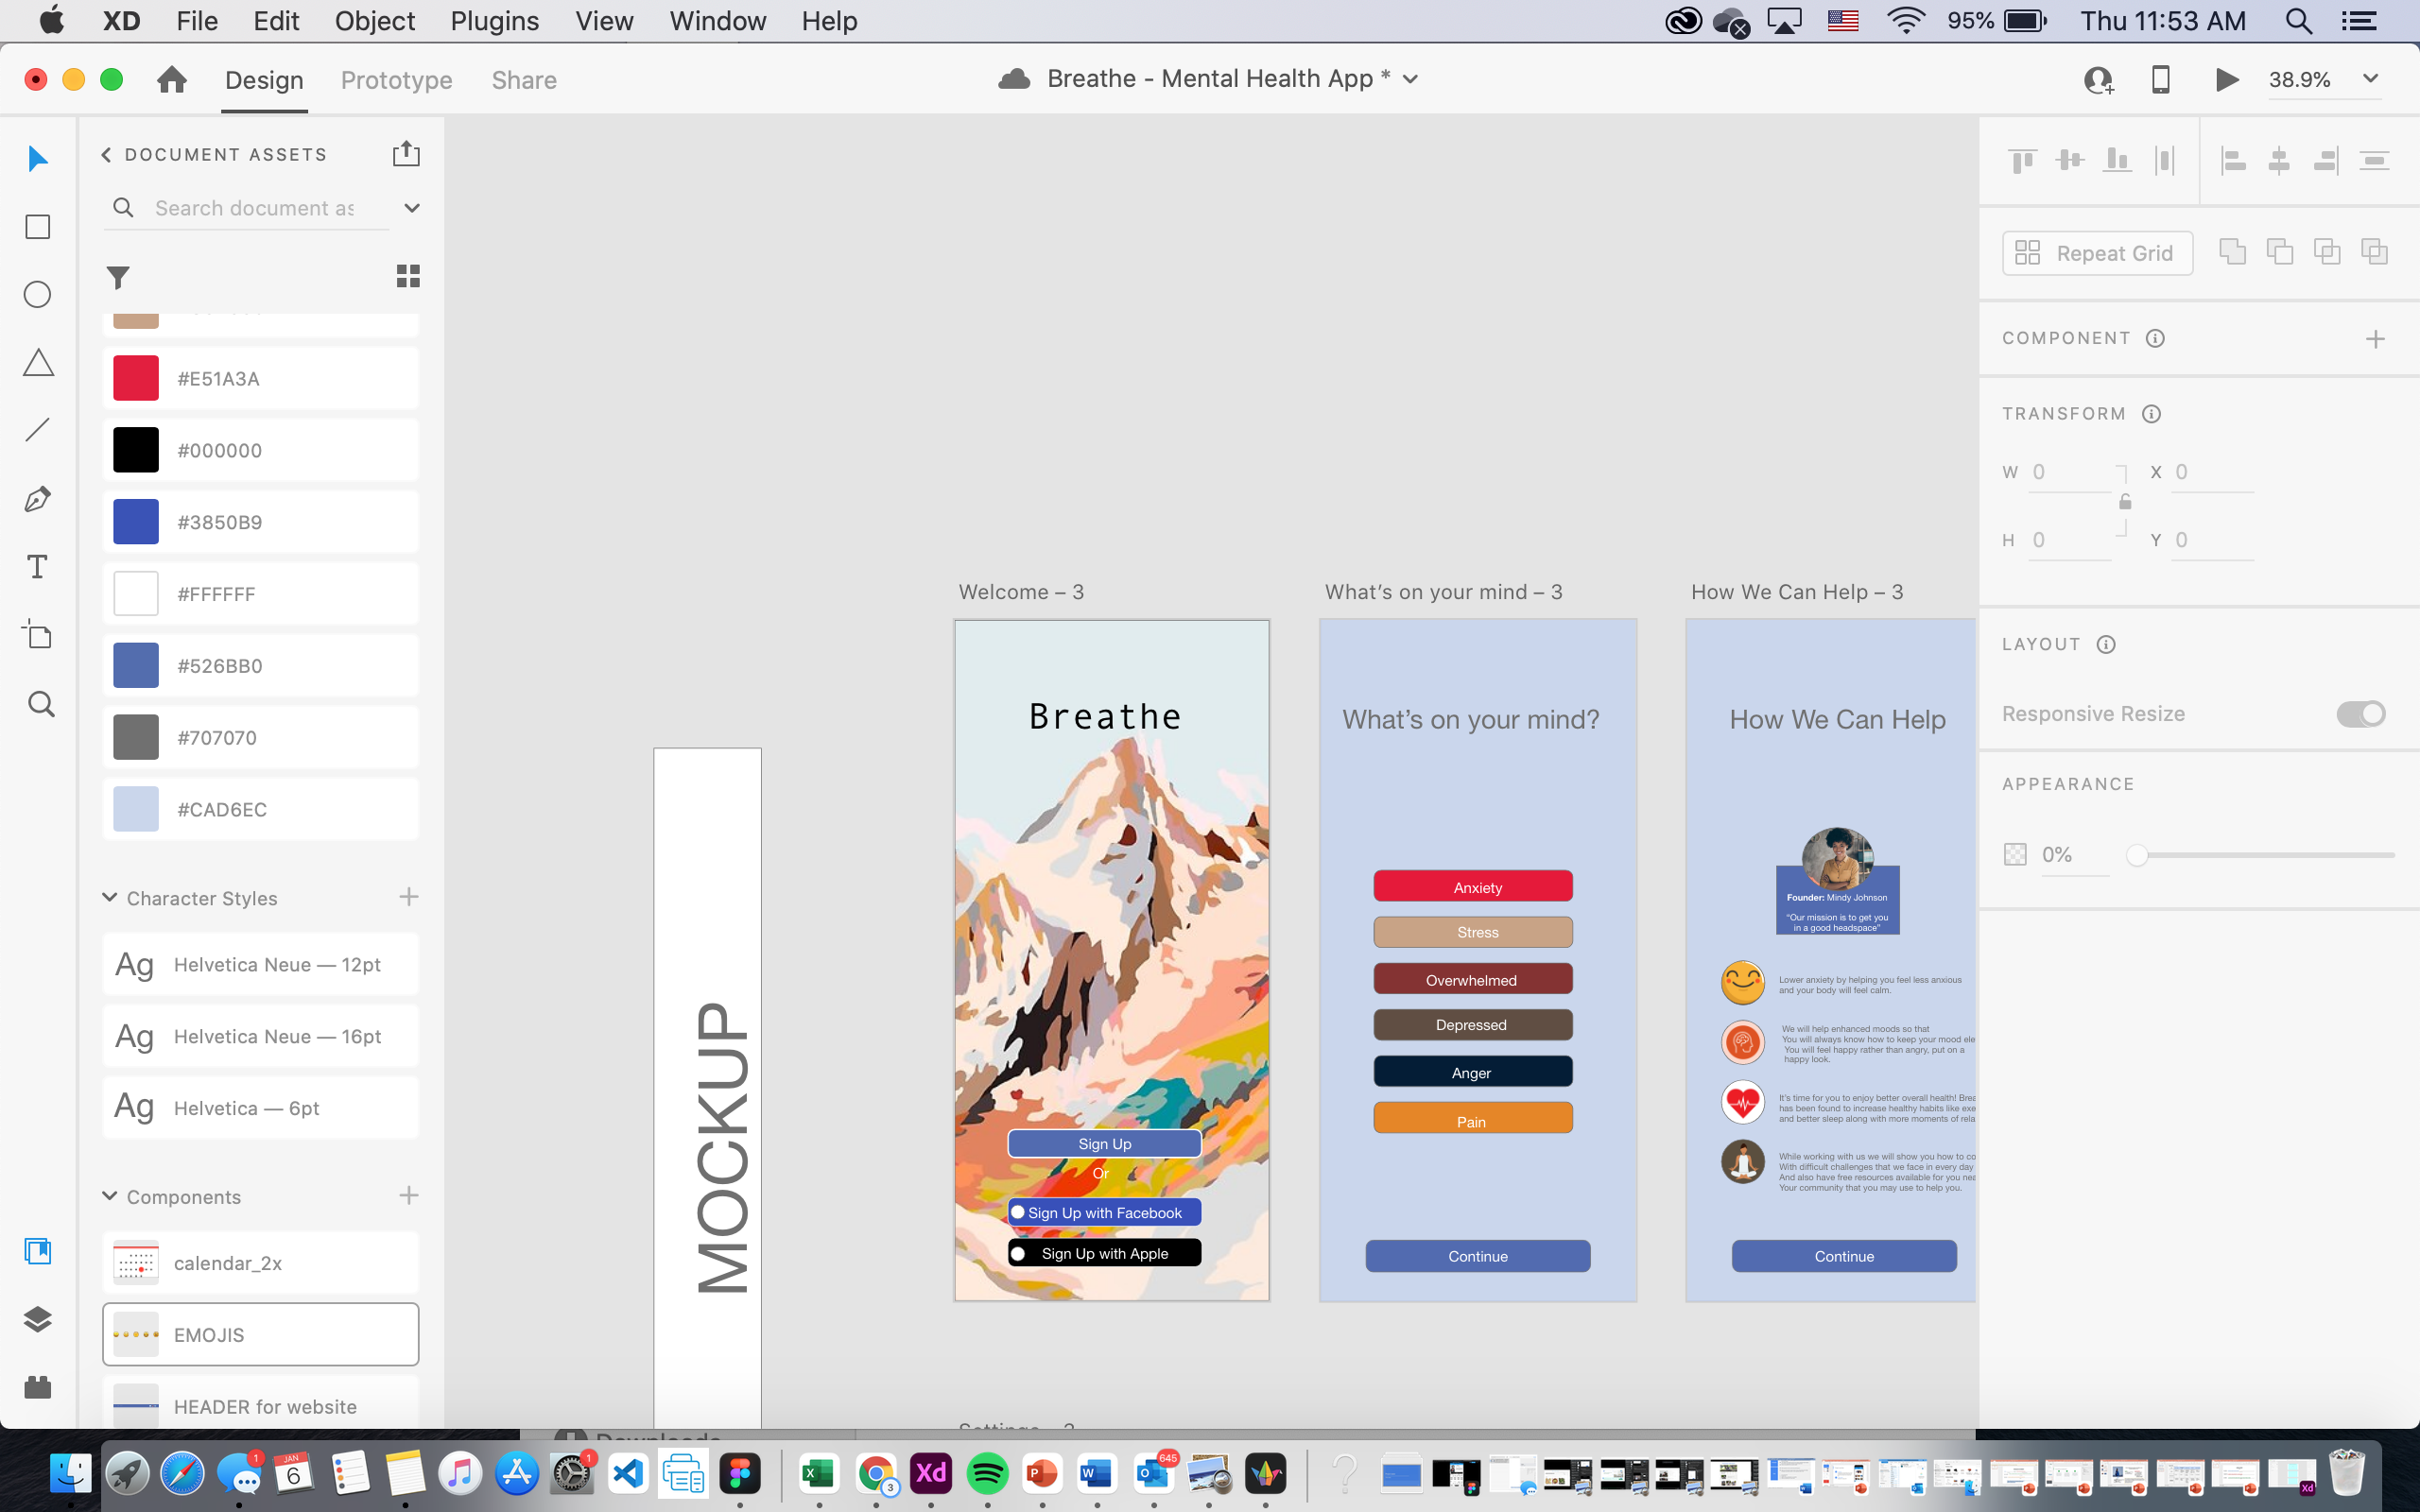 XD File Edit Object Plugins View Window Help
95% Thu 11:53 AM
Design Prototype Share
Breathe - Mental Health App *
38.9%
DOCUMENT ASSETS
Search document as
#E51A3A
#000000
#3850B9
#FFFFFF
#526BB0
#707070
#CAD6EC
Character Styles
Ag Helvetica Neue — 12pt
Ag Helvetica Neue — 16pt
Ag Helvetica — 6pt
Components
calendar_2x
EMOJIS
HEADER for website
MOCKUP
Welcome – 3
Breathe
Sign Up
Or
Sign Up with Facebook
Sign Up with Apple
What’s on your mind – 3
What’s on your mind?
Anxiety
Stress
Overwhelmed
Depressed
Anger
Pain
Continue
How We Can Help – 3
How We Can Help
Founder: Mindy Johnson
“Our mission is to get you
in a good headspace”
Lower anxiety by helping you feel less anxious
and your body will feel calm.
We will help enhanced moods so that
You will always know how to keep your mood ele
You will feel happy rather than angry, put on a
happy look.
It’s time for you to enjoy better overall health! Brea
has been found to increase healthy habits like exe
and better sleep along with more moments of rela
While working with us we will show you how to co
With difficult challenges that we face in every day
And also have free resources available for you nea
Your community that you may use to help you.
Continue
Repeat Grid
COMPONENT
TRANSFORM
W 0 X 0
H 0 Y 0
LAYOUT
Responsive Resize
APPEARANCE
0%
1
JAN
6
1
3
Xd
645